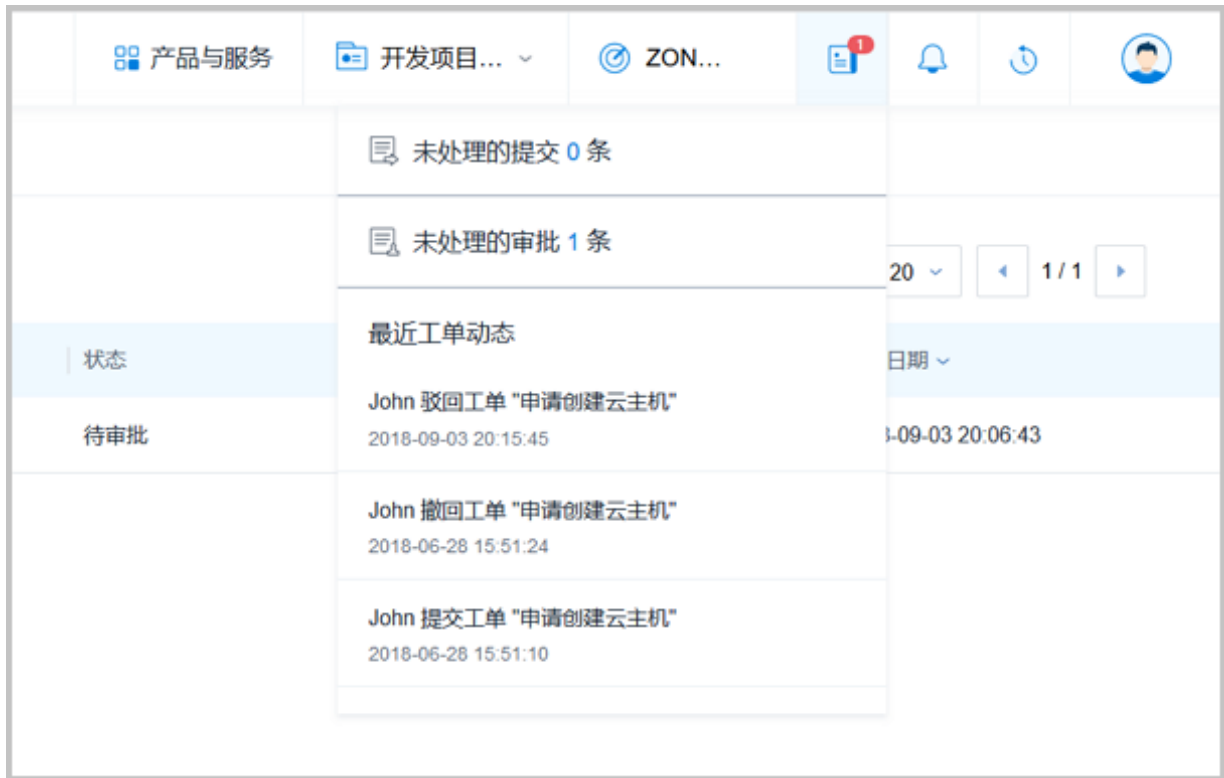 产品与服务 开发项目... ZON... 1
未处理的提交 0 条
未处理的审批 1 条
20 1 / 1
最近工单动态
状态 日期
John 驳回工单 "申请创建云主机"
2018-09-03 20:15:45
待审批 -09-03 20:06:43
John 撤回工单 "申请创建云主机"
2018-06-28 15:51:24
John 提交工单 "申请创建云主机"
2018-06-28 15:51:10